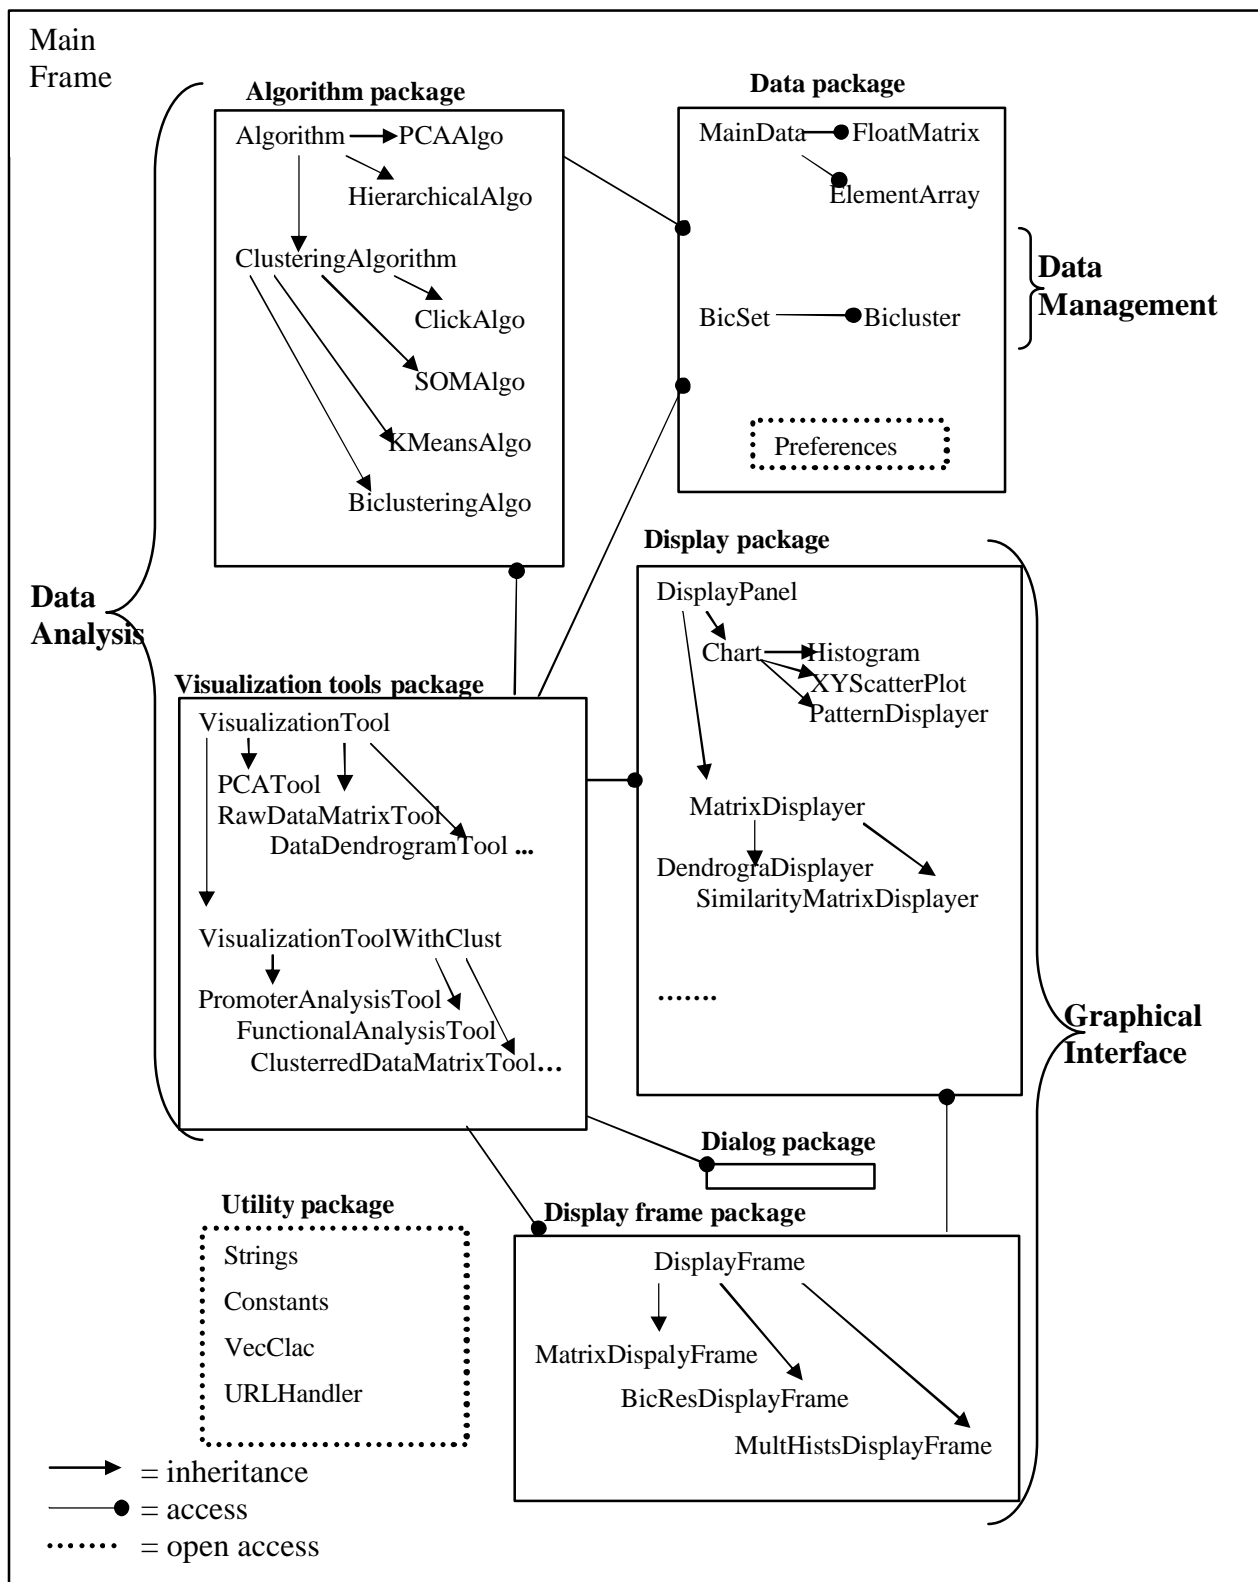 Main
Frame
Algorithm package
Algorithm PCAAlgo
HierarchicalAlgo
ClusteringAlgorithm
ClickAlgo
SOMAlgo
KMeansAlgo
BiclusteringAlgo
Data package
MainData FloatMatrix
ElementArray
BicSet Bicluster
Preferences
Data
Management
Data
Analysis
Visualization tools package
VisualizationTool
PCATool
RawDataMatrixTool
DataDendrogramTool ...
VisualizationToolWithClust
PromoterAnalysisTool
FunctionalAnalysisTool
ClusterredDataMatrixTool...
Display package
DisplayPanel
Chart Histogram
XYScatterPlot
PatternDisplayer
MatrixDisplayer
DendrograDisplayer
SimilarityMatrixDisplayer
.......
Graphical
Interface
Dialog package
Utility package
Strings
Constants
VecClac
URLHandler
Display frame package
DisplayFrame
MatrixDispalyFrame
BicResDisplayFrame
MultHistsDisplayFrame
= inheritance
= access
= open access